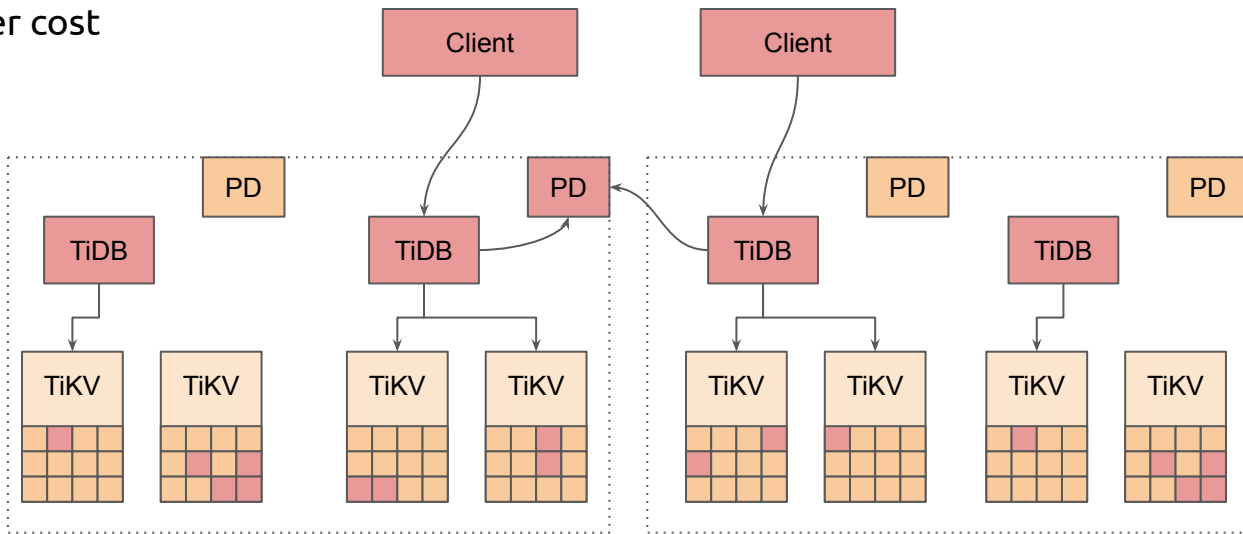 er cost
Client
Client
PD
PD
PD
PD
TiDB
TiDB
TiDB
TiDB
TiKV
TiKV
TiKV
TiKV
TiKV
TiKV
TiKV
TiKV